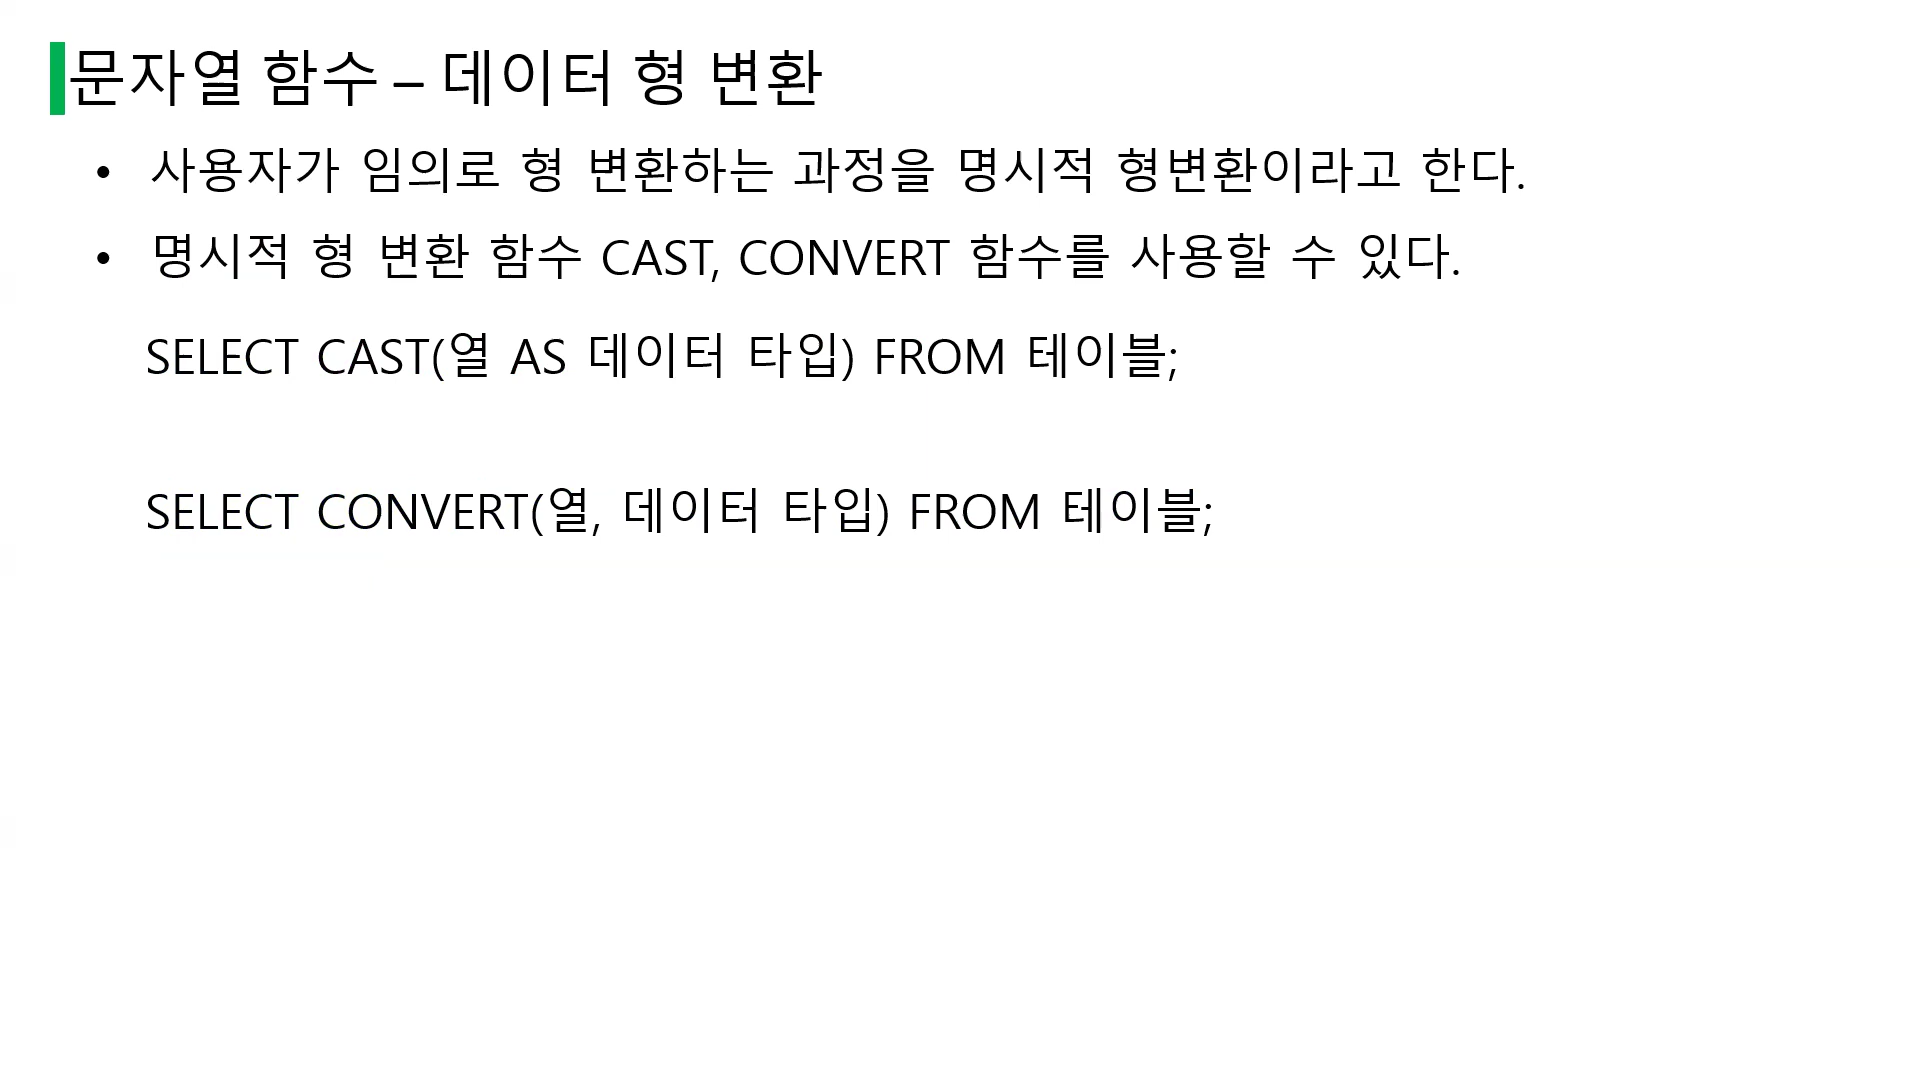 문자열 함수 – 데이터 형 변환
• 사용자가 임의로 형 변환하는 과정을 명시적 형변환이라고 한다.
• 명시적 형 변환 함수 CAST, CONVERT 함수를 사용할 수 있다.
SELECT CAST(열 AS 데이터 타입) FROM 테이블;
SELECT CONVERT(열, 데이터 타입) FROM 테이블;